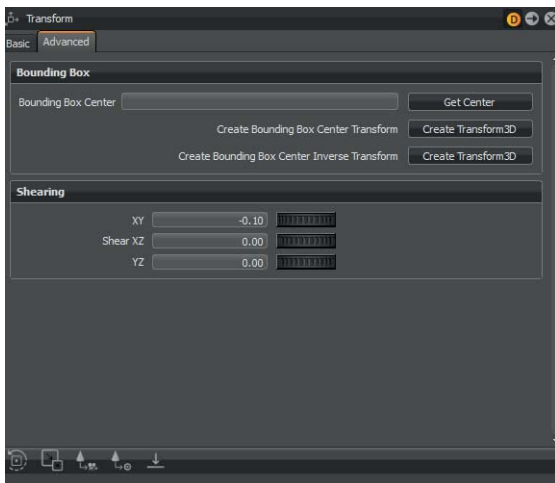 Transform
D
Basic Advanced
Bounding Box
Bounding Box Center Get Center
Create Bounding Box Center Transform Create Transform3D
Create Bounding Box Center Inverse Transform Create Transform3D
Shearing
XY -0.10
Shear XZ 0.00
YZ 0.00